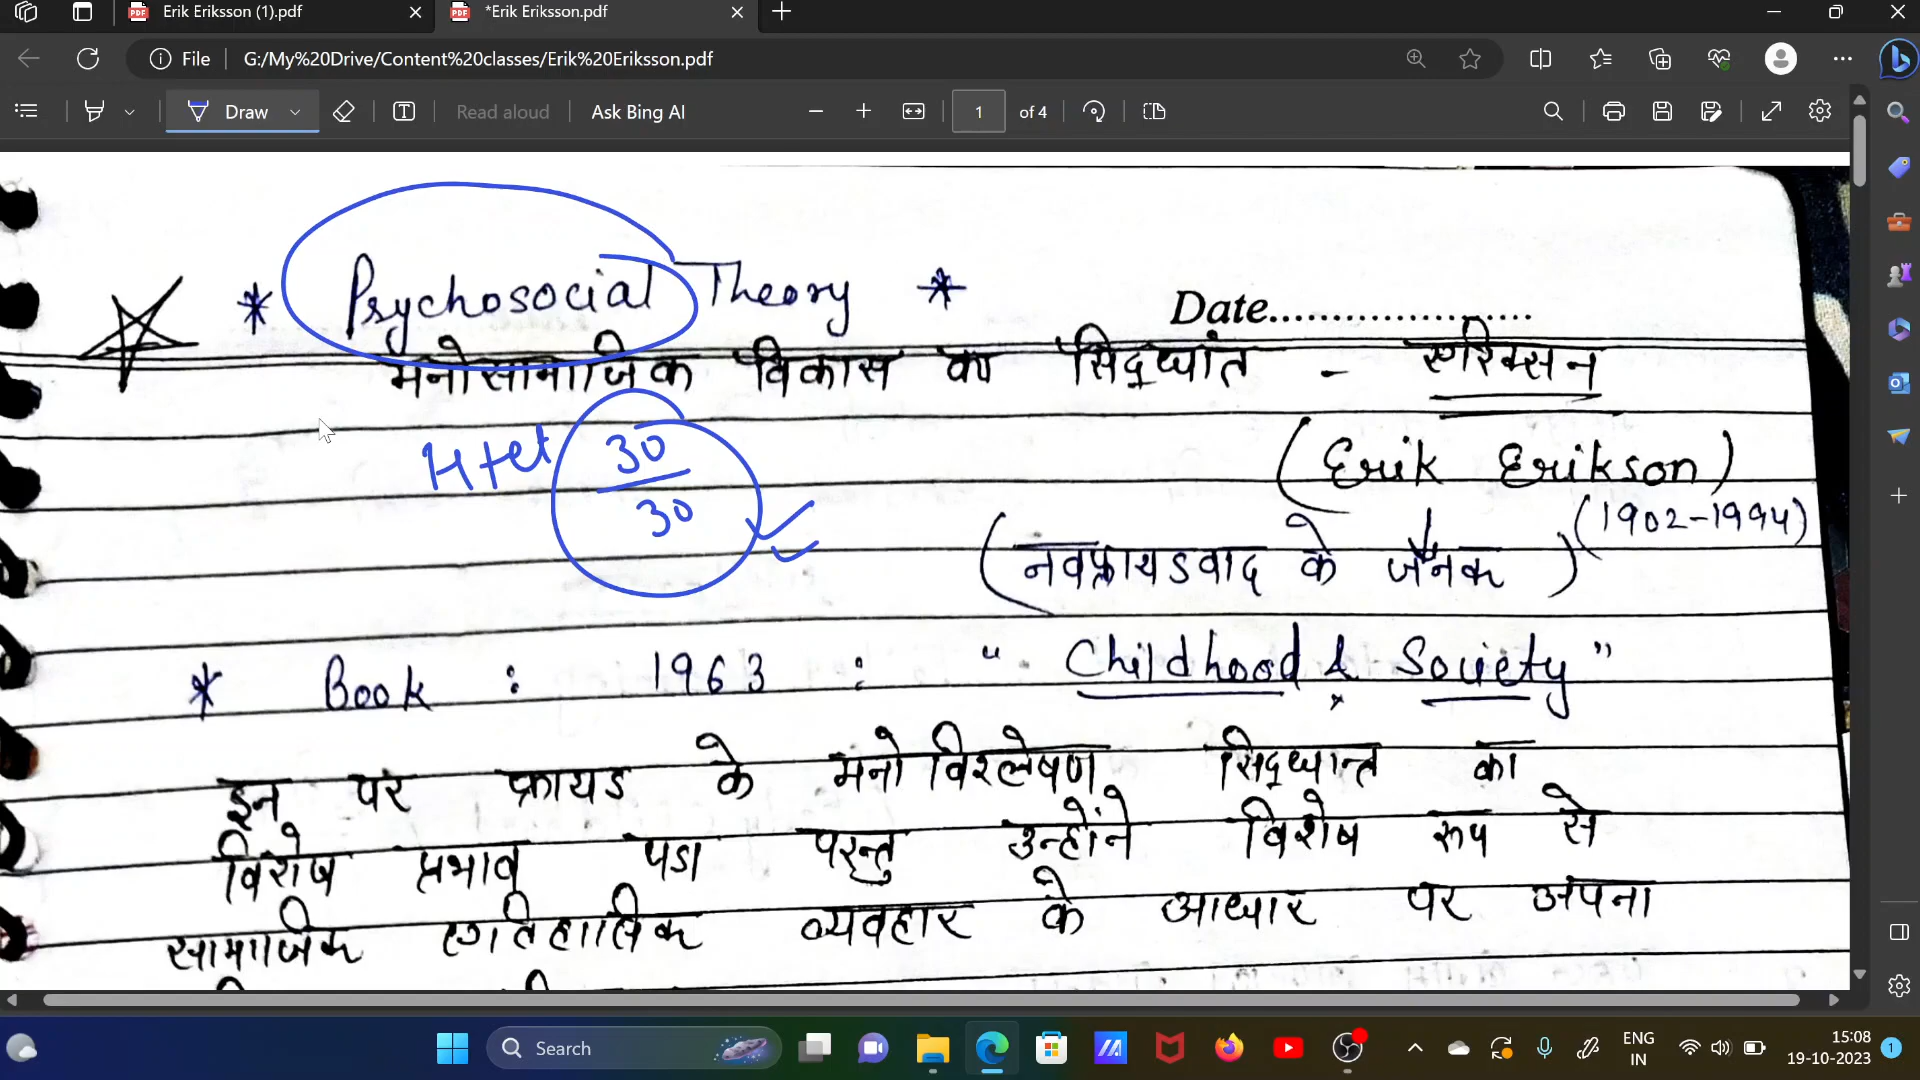 Erik Eriksson (1).pdf
*Erik Eriksson.pdf
File G:/My%20Drive/Content%20classes/Erik%20Eriksson.pdf
Draw Read aloud Ask Bing AI 1 of 4
* Psychosocial Theory *
Date....................
मनोसामाजिक विकास का सिद्ध्यांत - एरिक्सन
(Erik Erikson)
Htet 30/30
(1902-1994)
(नवफ्रायडवाद के जनक)
* Book : 1963 : "Childhood & Society"
इन पर फ्रायड के मनोविश्लेषण सिद्ध्यान्त का
विशेष प्रभाव पडा परन्तु उन्होंने विशेष रूप से
सामाजिक एतिहासिक व्यवहार के आधार पर अपना
Search
ENG
IN
15:08
19-10-2023
1